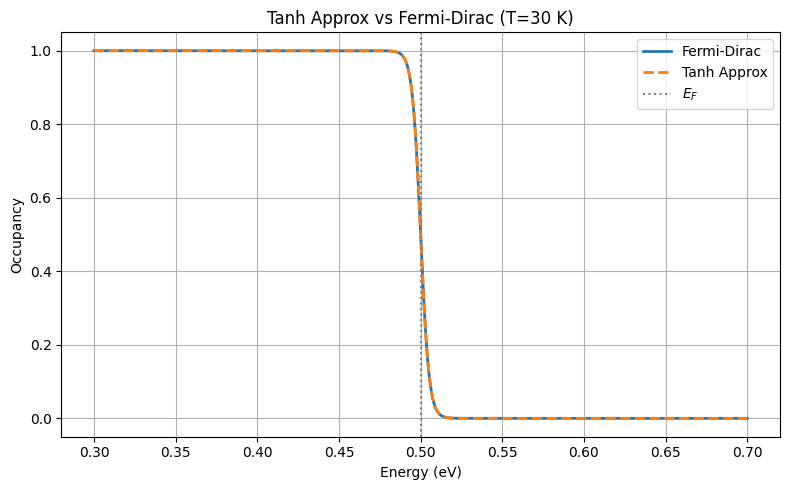 Tanh Approx vs Fermi-Dirac (T=30 K)
Fermi-Dirac
Tanh Approx
E_F
1.0
0.8
0.6
0.4
0.2
0.0
Occupancy
0.30 0.35 0.40 0.45 0.50 0.55 0.60 0.65 0.70
Energy (eV)